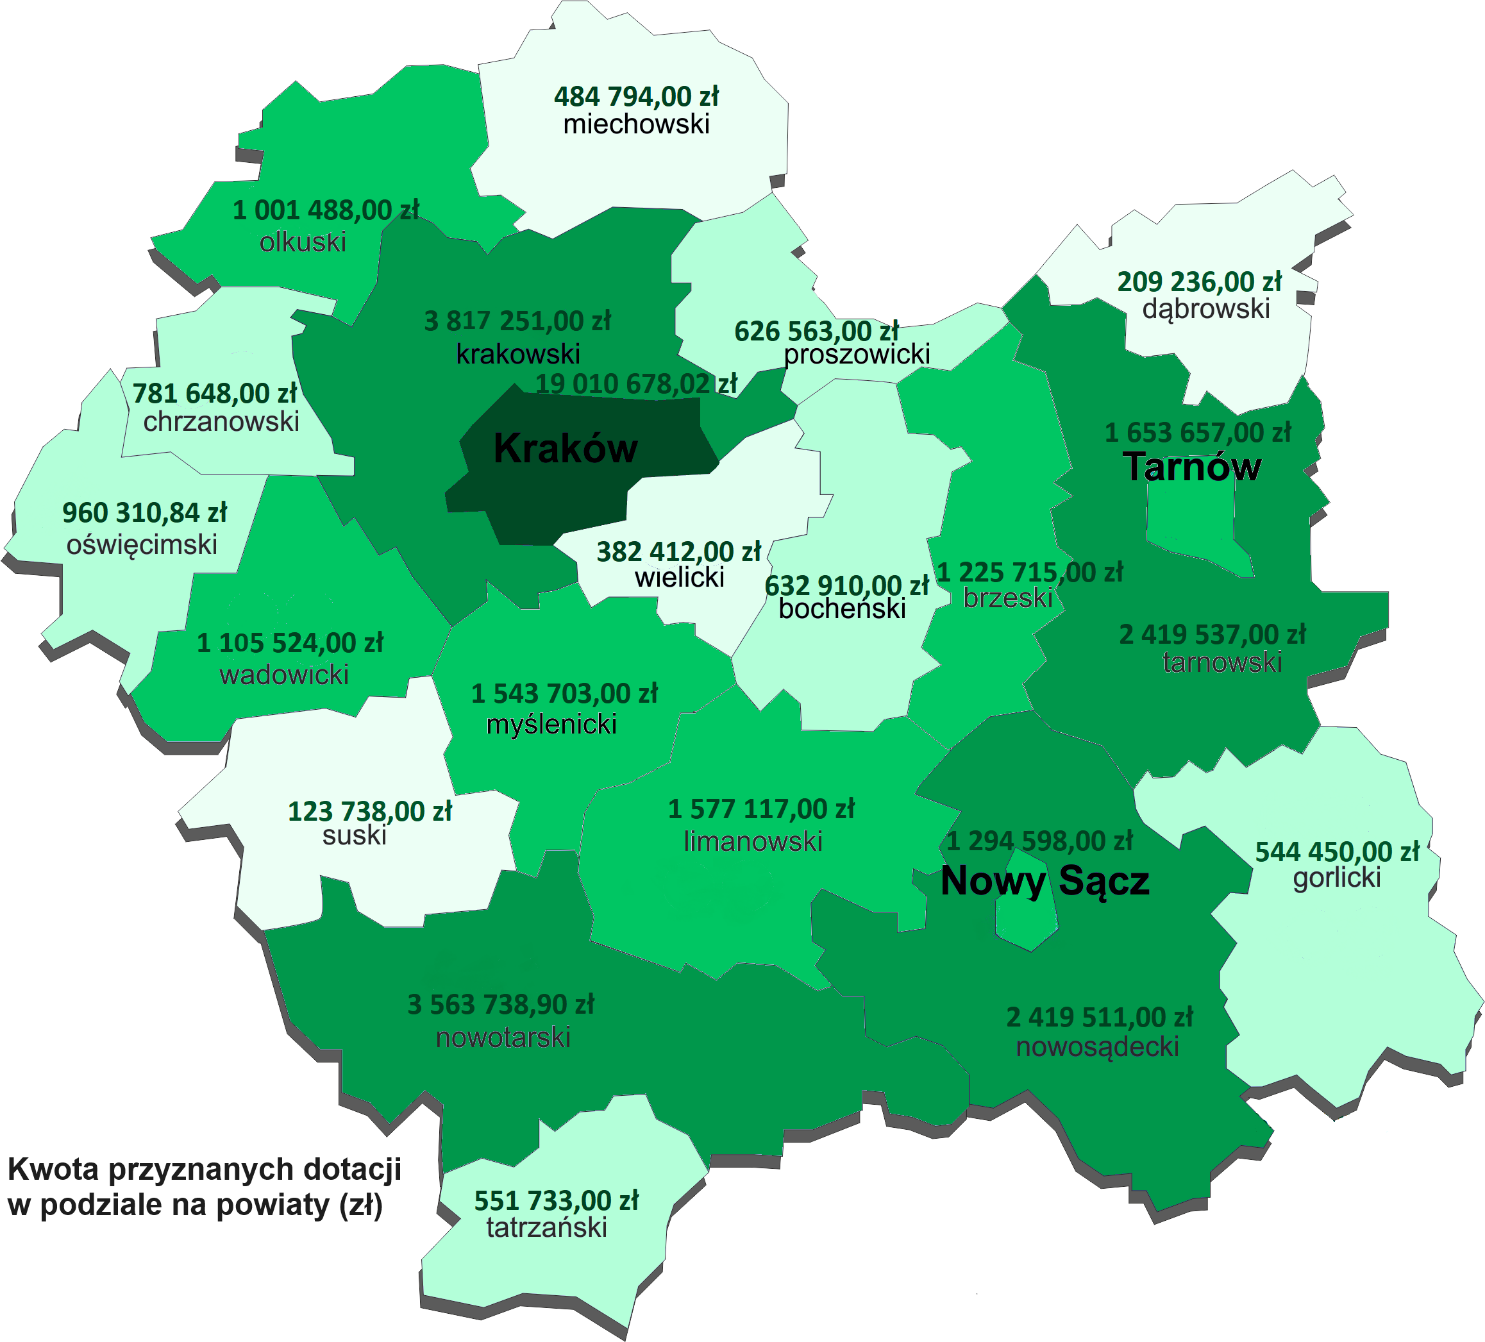 484 794,00 zł
miechowski
1 001 488,00 zł
olkuski
209 236,00 zł
dąbrowski
3 817 251,00 zł
krakowski
626 563,00 zł
proszowicki
781 648,00 zł
chrzanowski
19 010 678,02 zł
Kraków
1 653 657,00 zł
Tarnów
960 310,84 zł
oświęcimski
382 412,00 zł
wielicki
632 910,00 zł
bocheński
1 225 715,00 zł
brzeski
1 105 524,00 zł
wadowicki
2 419 537,00 zł
tarnowski
1 543 703,00 zł
myślenicki
123 738,00 zł
suski
1 577 117,00 zł
limanowski
1 294 598,00 zł
Nowy Sącz
544 450,00 zł
gorlicki
3 563 738,90 zł
nowotarski
2 419 511,00 zł
nowosądecki
Kwota przyznanych dotacji
w podziale na powiaty (zł)
551 733,00 zł
tatrzański